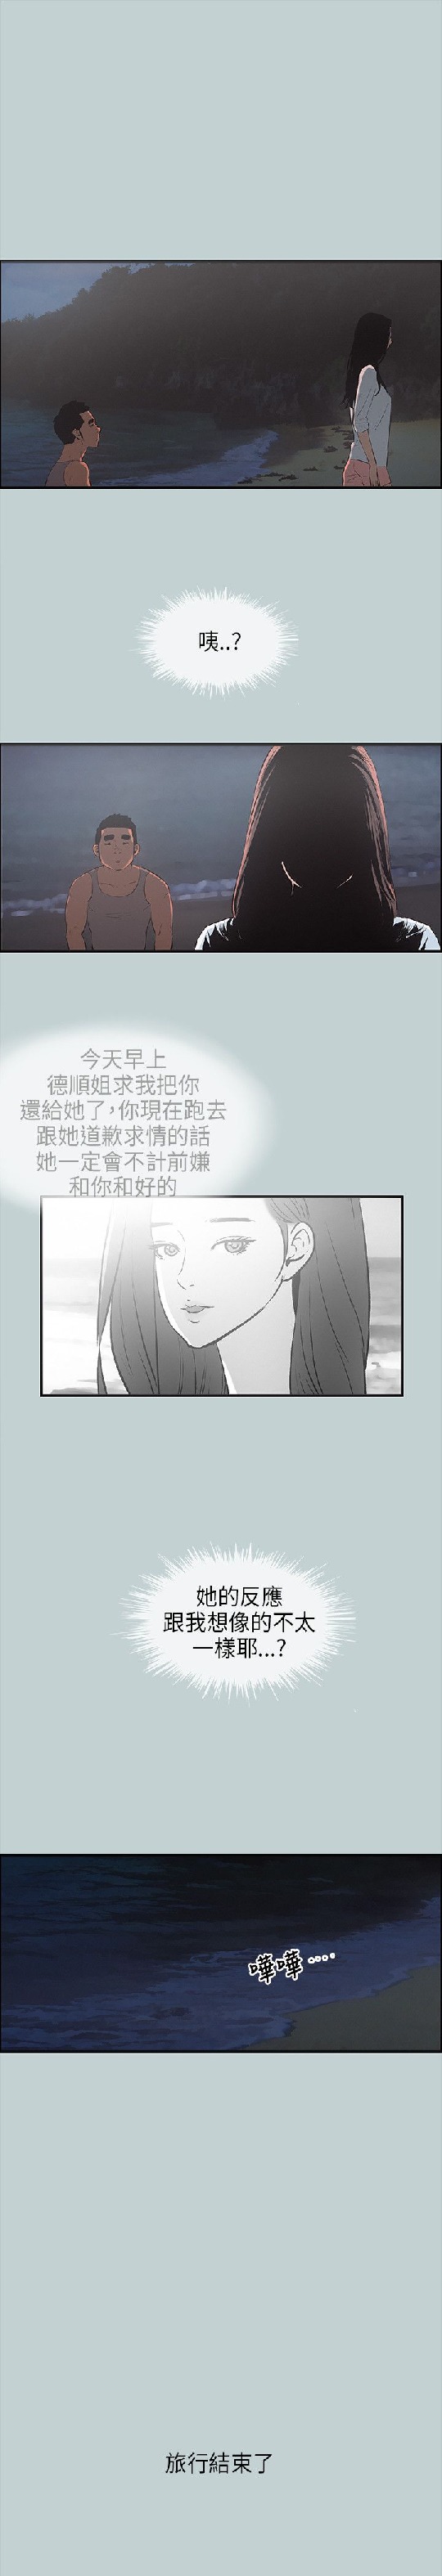 咦..?
今天早上
德順姐求我把你
還給她了,你現在跑去
跟她道歉求情的話
她一定會不計前嫌
和你和好的
她的反應
跟我想像的不太
一樣耶...?
嘩嘩····
旅行結束了